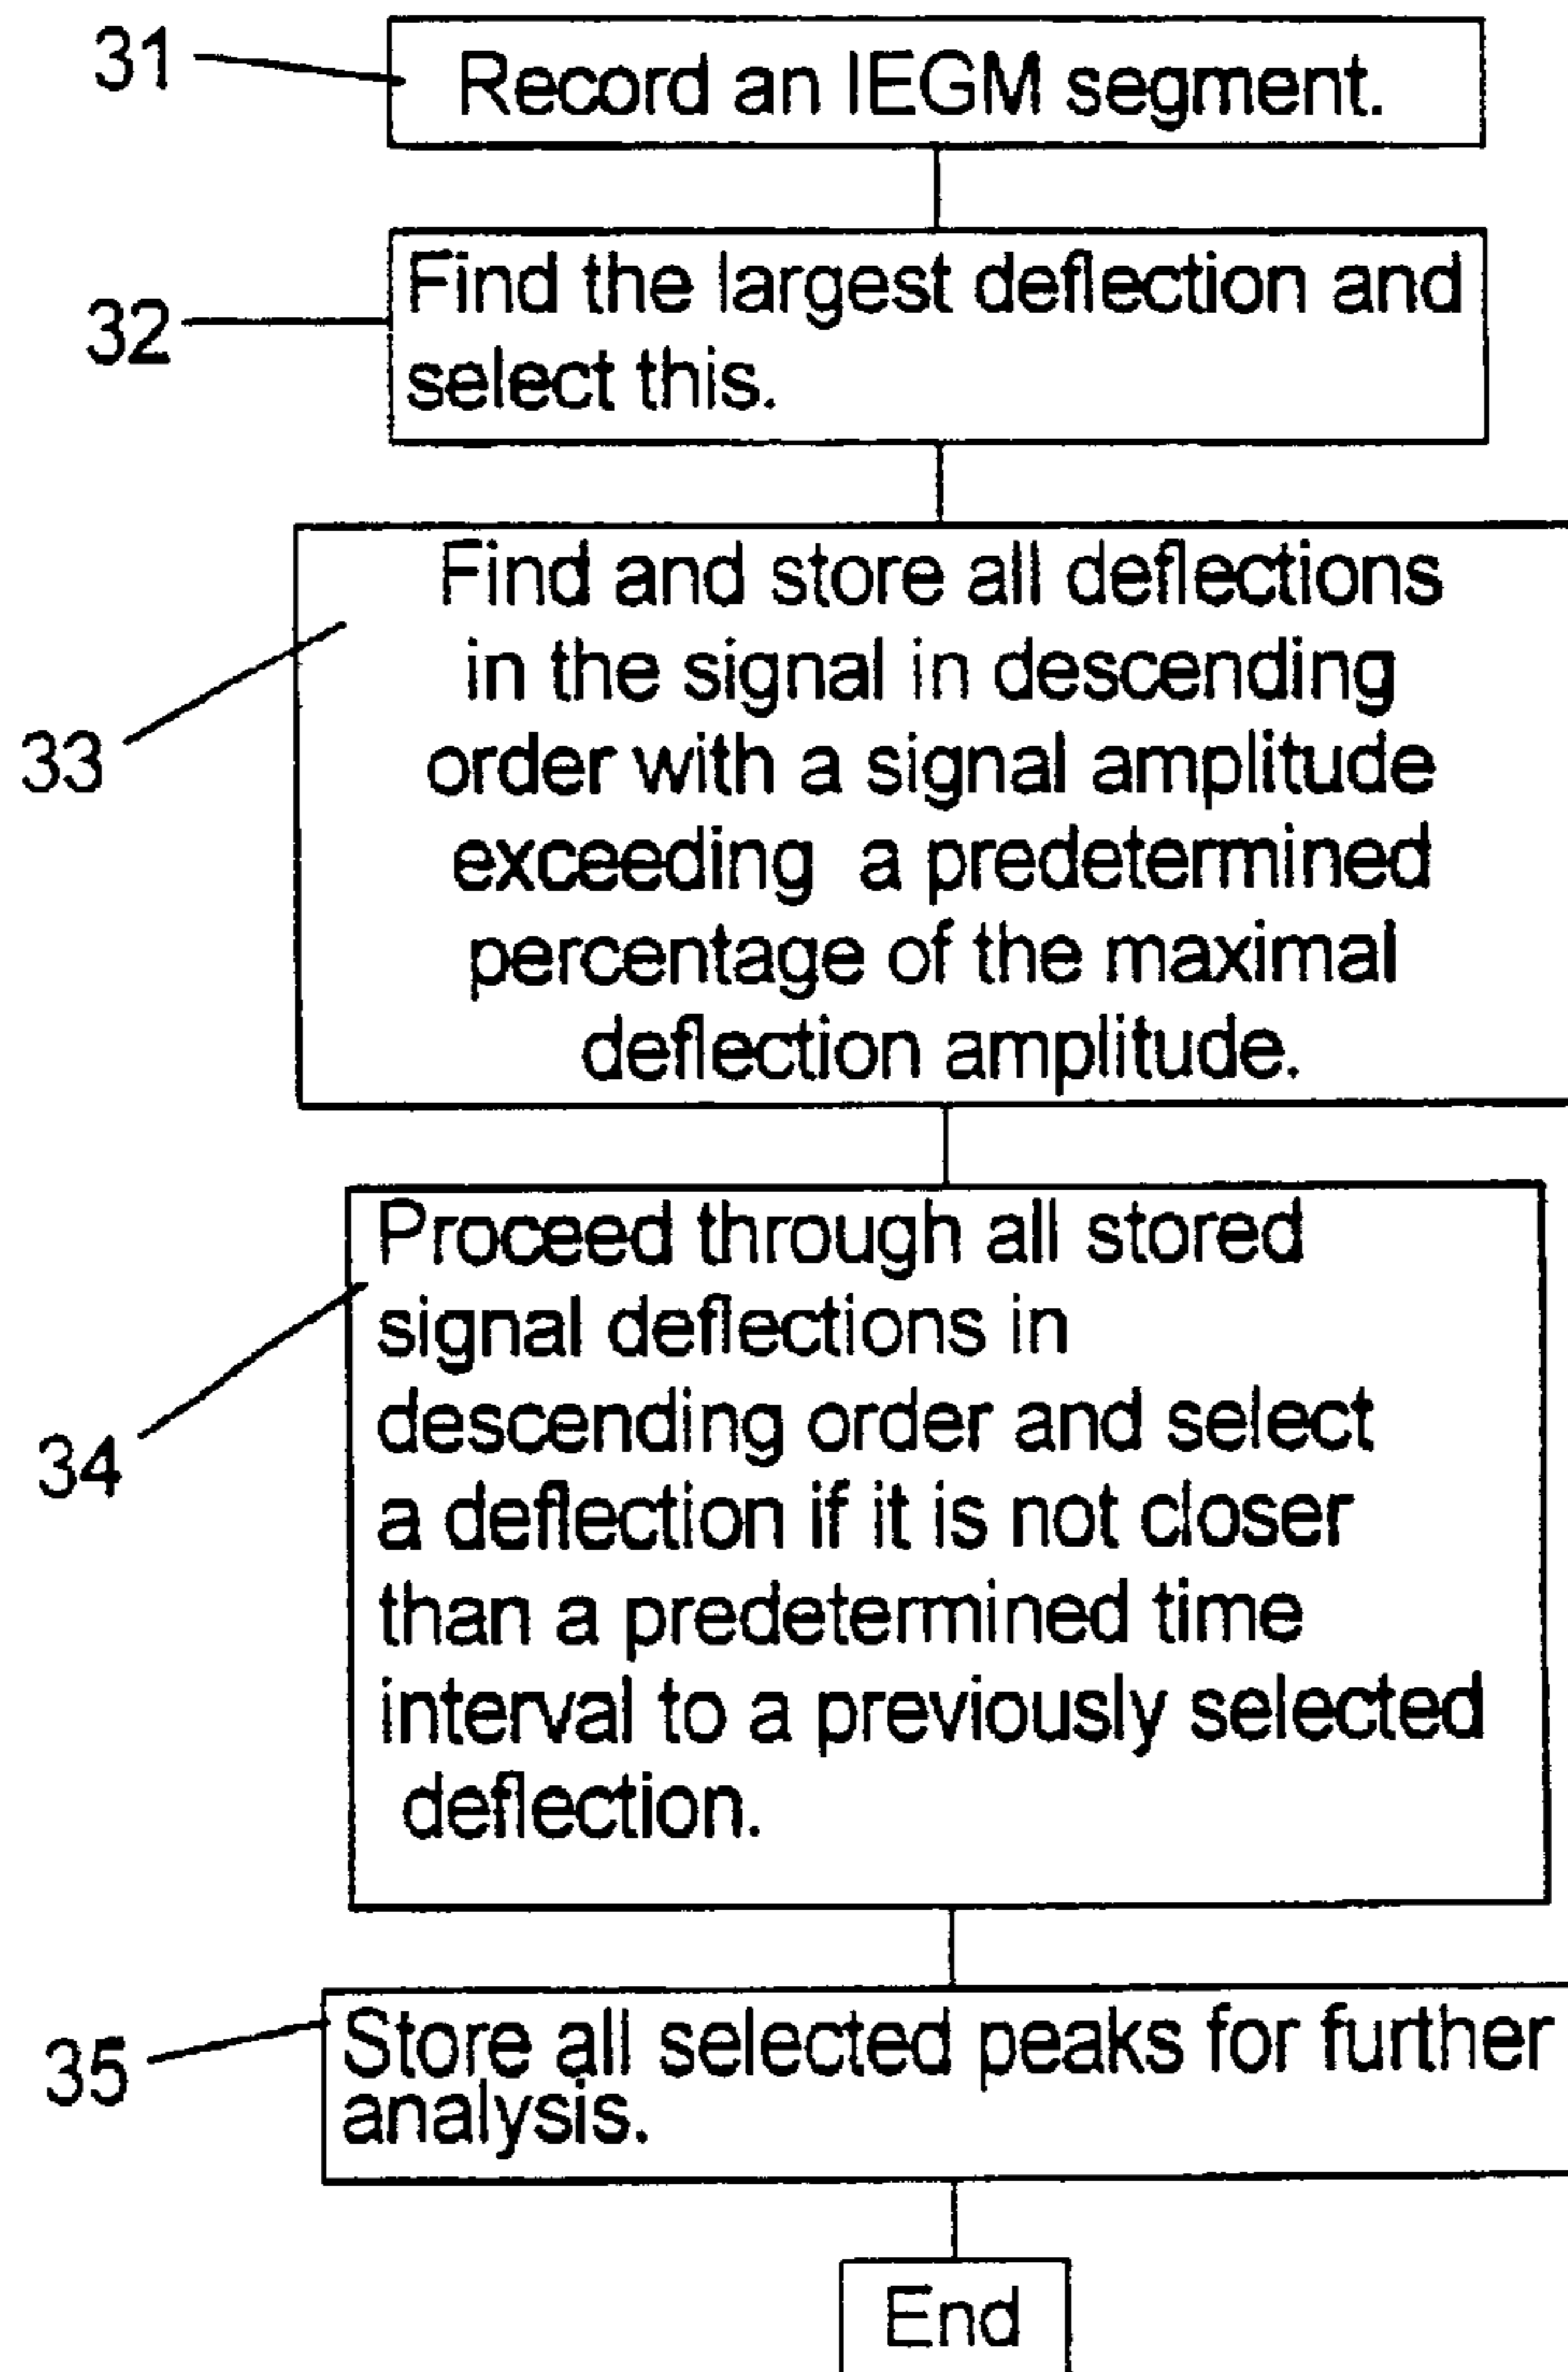 31
Record an IEGM segment.
32
Find the largest deflection and
select this.
33
Find and store all deflections
in the signal in descending
order with a signal amplitude
exceeding a predetermined
percentage of the maximal
deflection amplitude.
34
Proceed through all stored
signal deflections in
descending order and select
a deflection if it is not closer
than a predetermined time
interval to a previously selected
deflection.
35
Store all selected peaks for further
analysis.
End